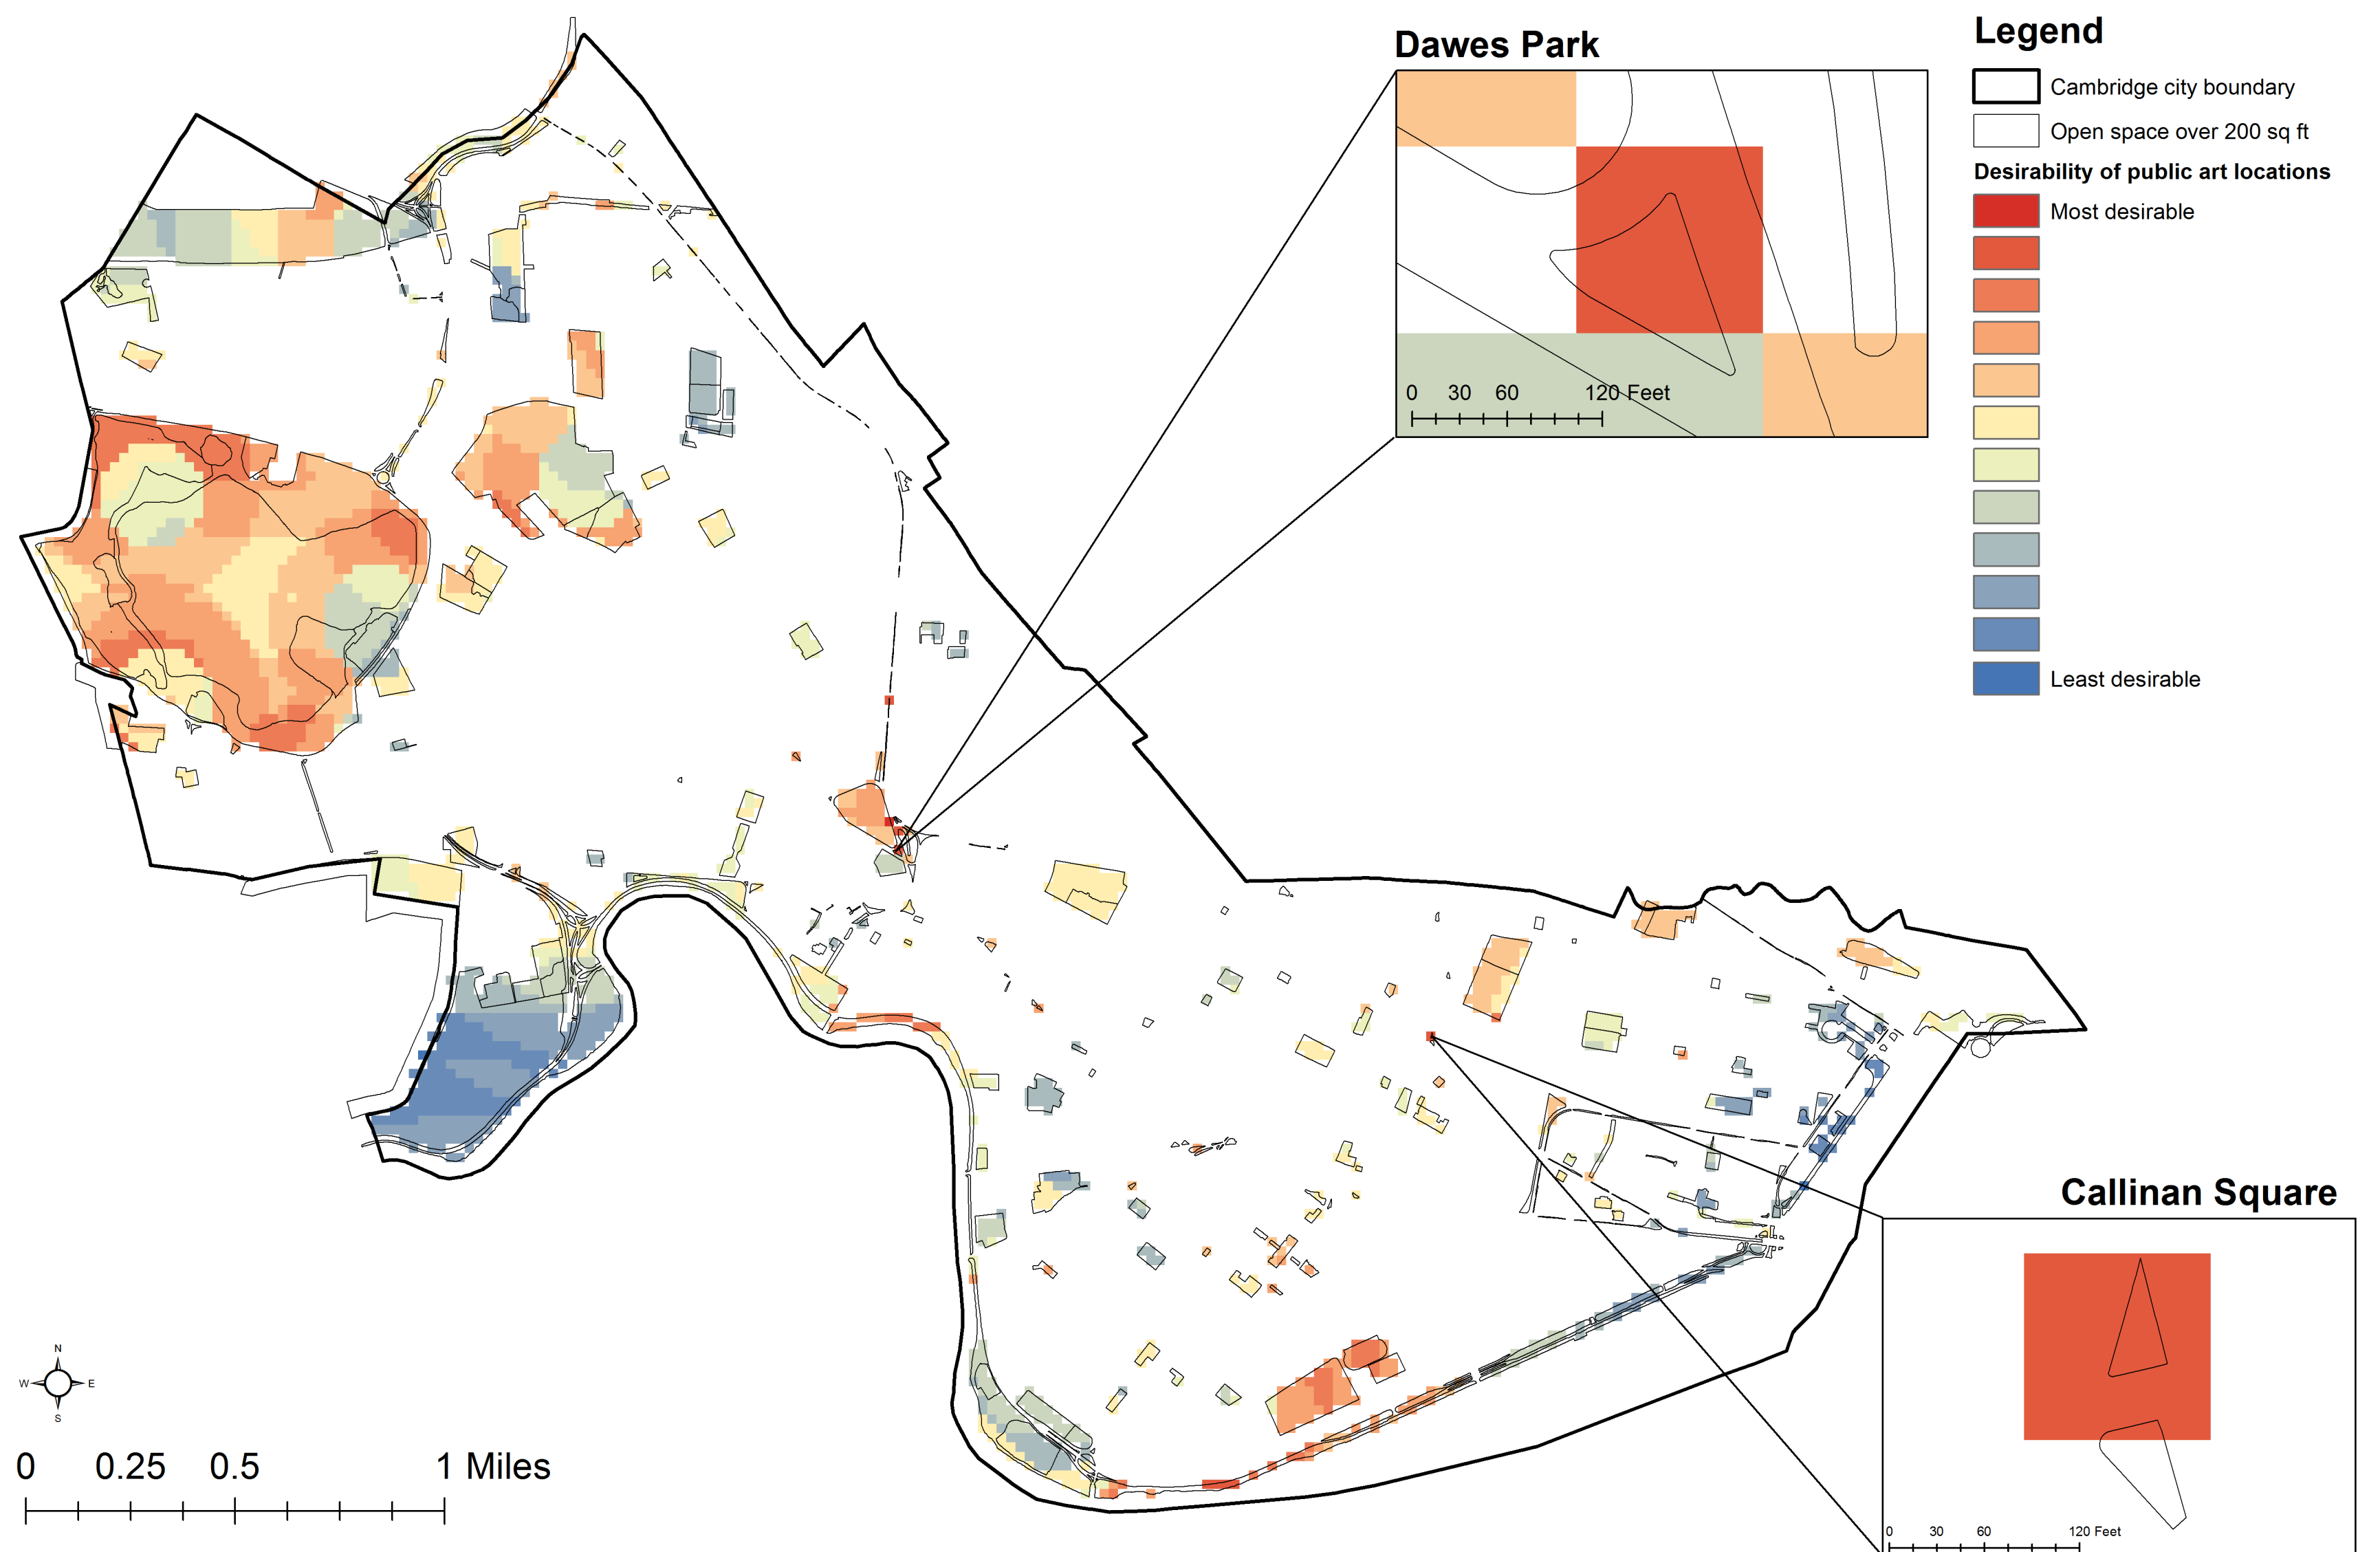 Dawes Park
0 30 60 120 Feet
Legend
Cambridge city boundary
Open space over 200 sq ft
Desirability of public art locations
Most desirable
Least desirable
Callinan Square
0 30 60 120 Feet
N
W E
S
0 0.25 0.5 1 Miles